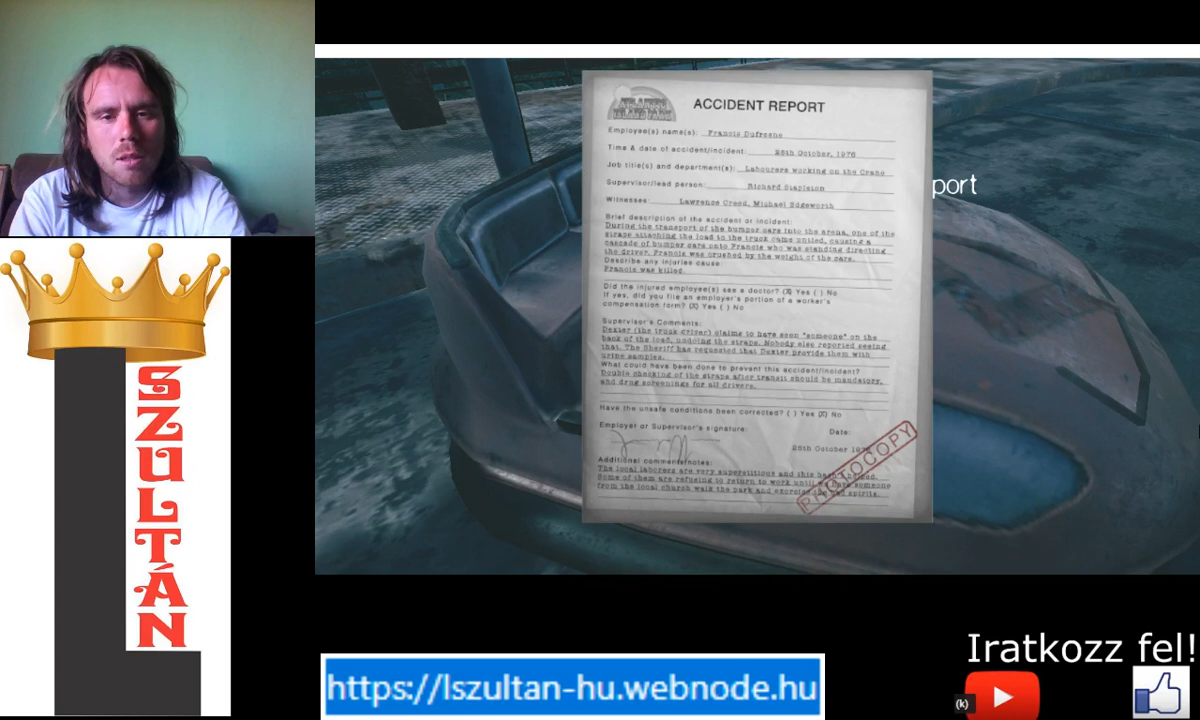 ACCIDENT REPORT
Employee(s) name(s): Francis Dufresne
Time & date of accident/incident: 28th October, 1976
Job title(s) and department(s): Labourers working on the Crane
Supervisor/lead person: Richard Stapleton
Witnesses: Lawrence Creed, Michael Edgeworth
Brief description of the accident or incident:
During the transport of the bumper cars into the arena, one of the
straps attaching the load to the truck came untied, causing a
cascade of bumper cars onto Francis who was standing directing
the driver. Francis was crushed by the weight of the cars.
Describe any injuries cause
Francis was killed.
Did the injured employee(s) see a doctor? (X) Yes ( ) No
If yes, did you file an employer's portion of a worker's
compensation form? (X) Yes ( ) No
Supervisor's Comments:
Dexter (the truck driver) claims to have seen "someone" on the
back of the load, undoing the straps. Nobody else reported seeing
that. The Sheriff has requested that Dexter provide them with
urine samples.
What could have been done to prevent this accident/incident?
Double checking of the straps after transit should be mandatory,
and drug screenings for all drivers.
Have the unsafe conditions been corrected? ( ) Yes (X) No
Employer or Supervisor's signature:
Date:
28th October
Additional comments/notes:
The local laborers are very superstitious and this
Some of them are refusing to return to work until we have someone
from the local church walk the park and exorcise the bad spirits.
PHOTOCOPY
port
SZULTÁN
https://lszultan-hu.webnode.hu
Iratkozz fel!
(k)